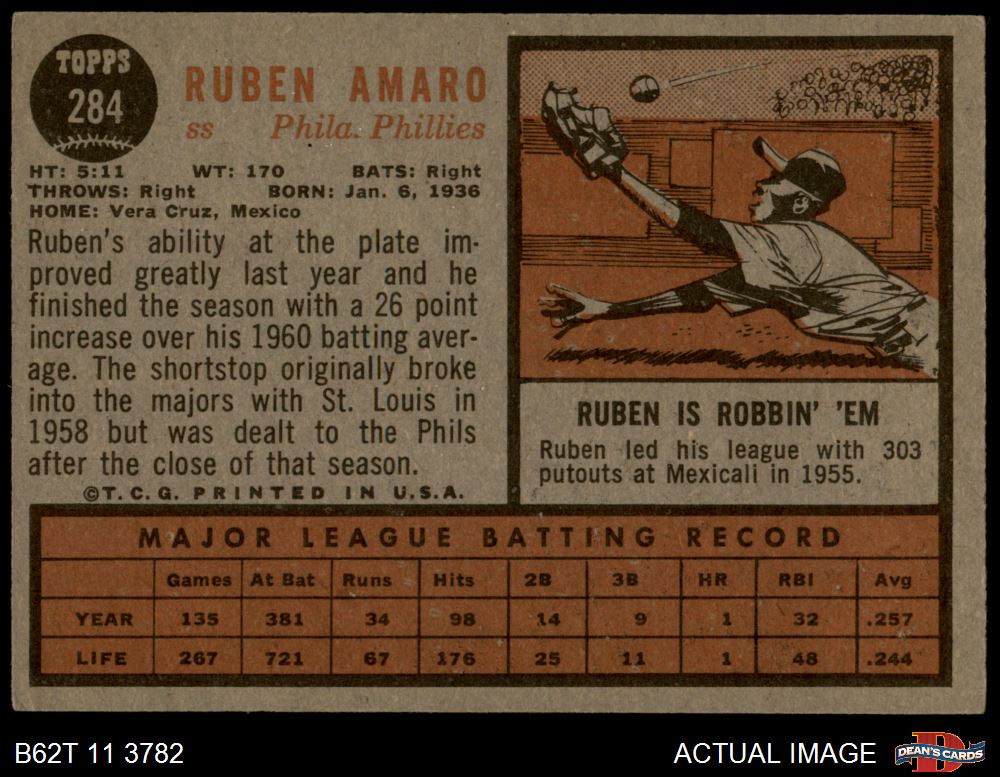 TOPPS
284
RUBEN AMARO
ss Phila. Phillies
HT: 5:11 WT: 170 BATS: Right
THROWS: Right BORN: Jan. 6, 1936
HOME: Vera Cruz, Mexico
Ruben's ability at the plate im-
proved greatly last year and he
finished the season with a 26 point
increase over his 1960 batting aver-
age. The shortstop originally broke
into the majors with St. Louis in
1958 but was dealt to the Phils
after the close of that season.
©T.C.G. PRINTED IN U.S.A.
RUBEN IS ROBBIN' 'EM
Ruben led his league with 303
putouts at Mexicali in 1955.
MAJOR LEAGUE BATTING RECORD
Games At Bat Runs Hits 2B 3B HR RBI Avg
YEAR 135 381 34 98 14 9 1 32 .257
LIFE 267 721 67 176 25 11 1 48 .244
B62T 11 3782
ACTUAL IMAGE
D
DEAN'S CARDS